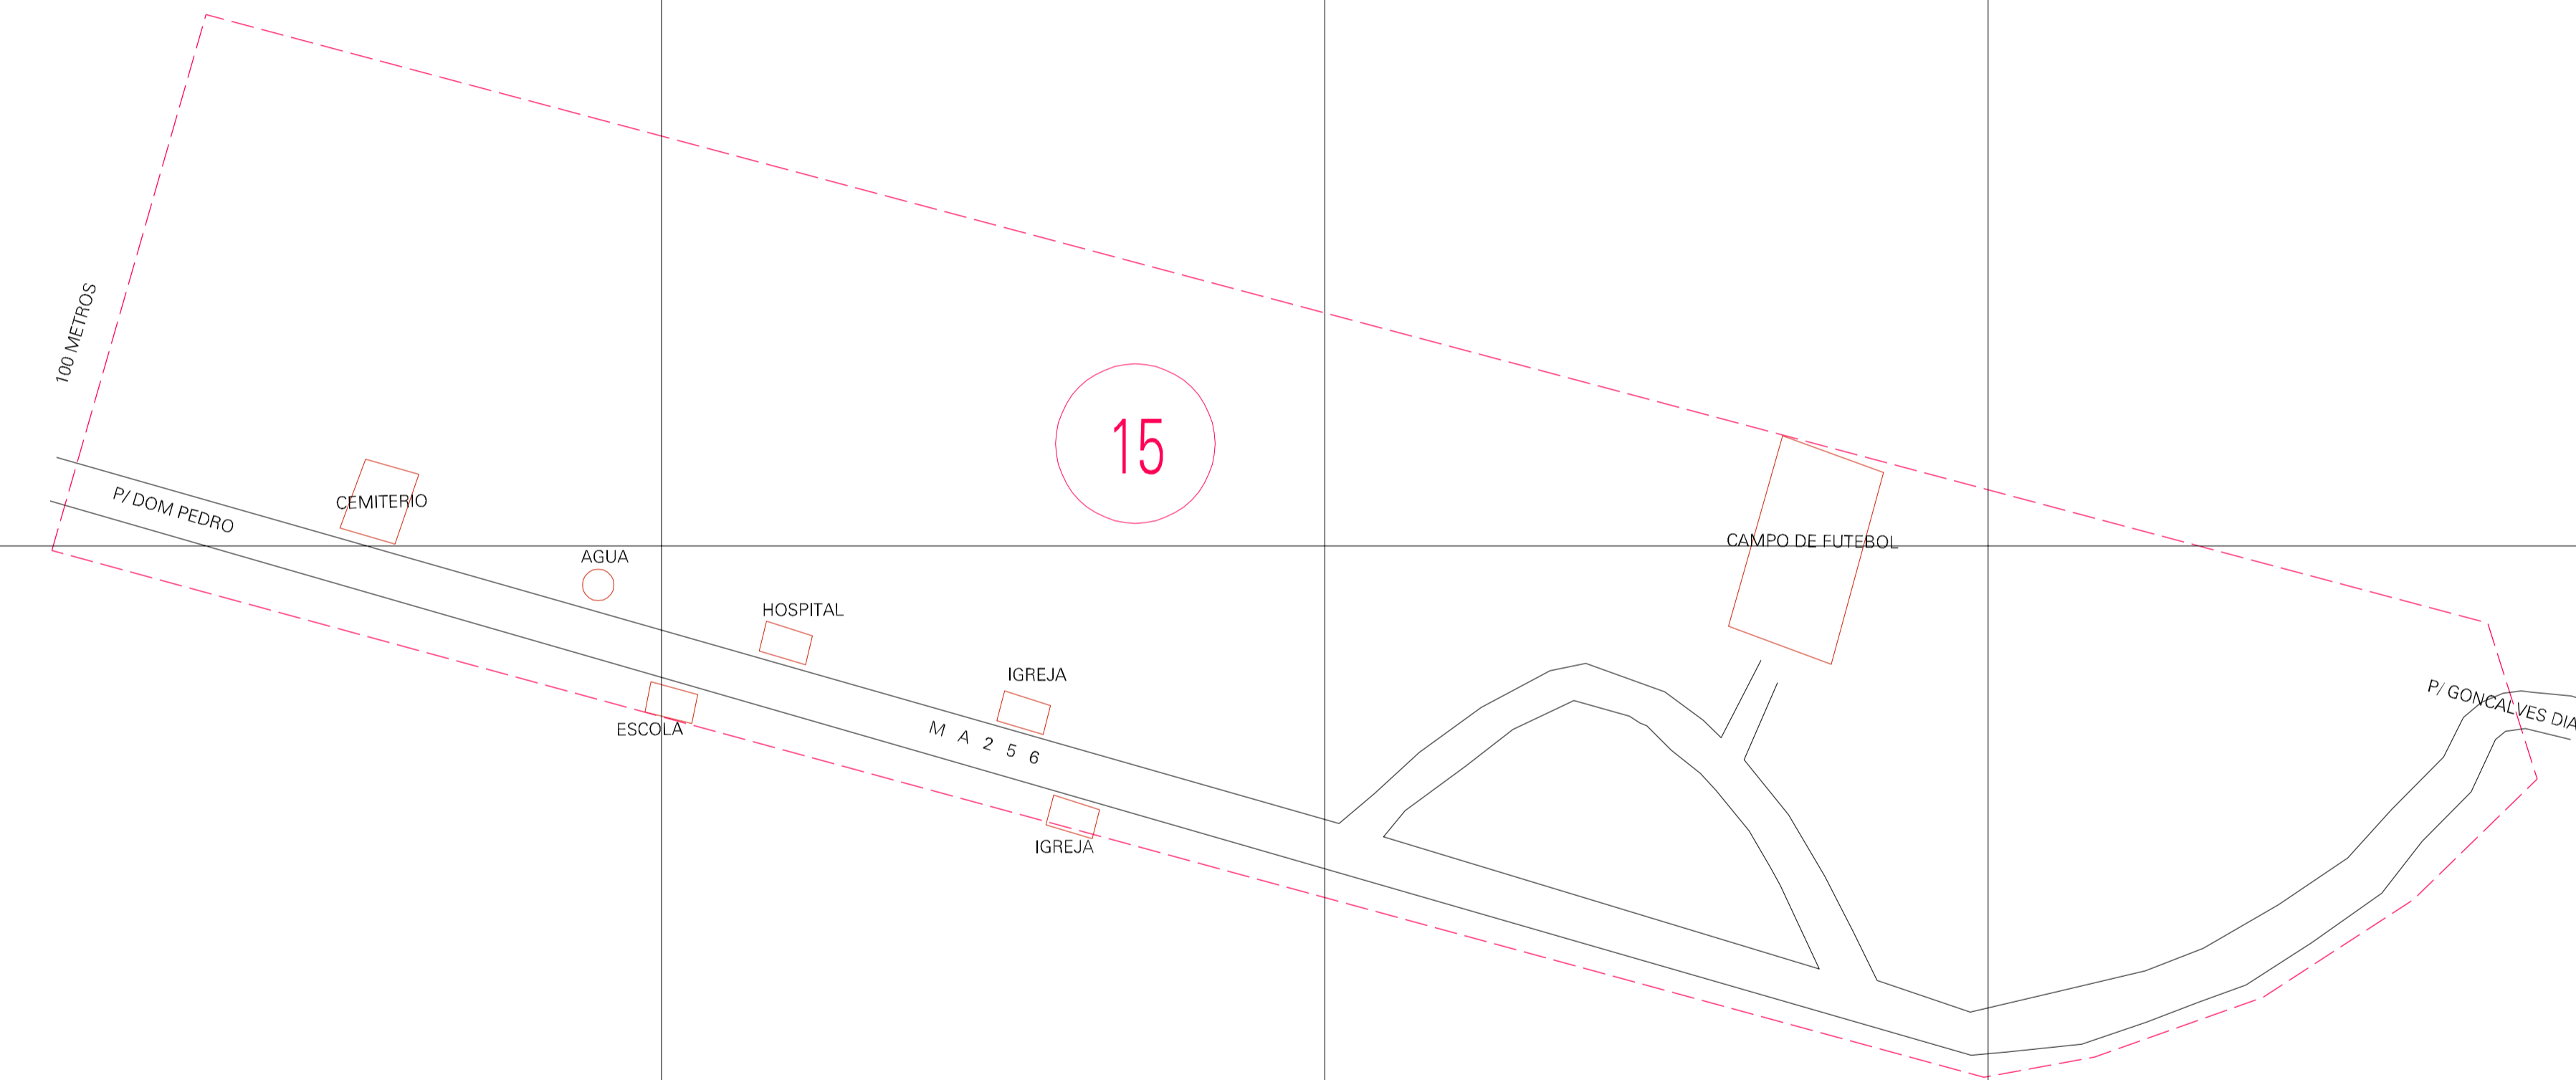 100 METROS
15
P/ DOM PEDRO
CEMITERIO
CAMPO DE FUTEBOL
AGUA
HOSPITAL
IGREJA
P/ GONCALVES DIA
ESCOLA
M A 2 5 6
IGREJA